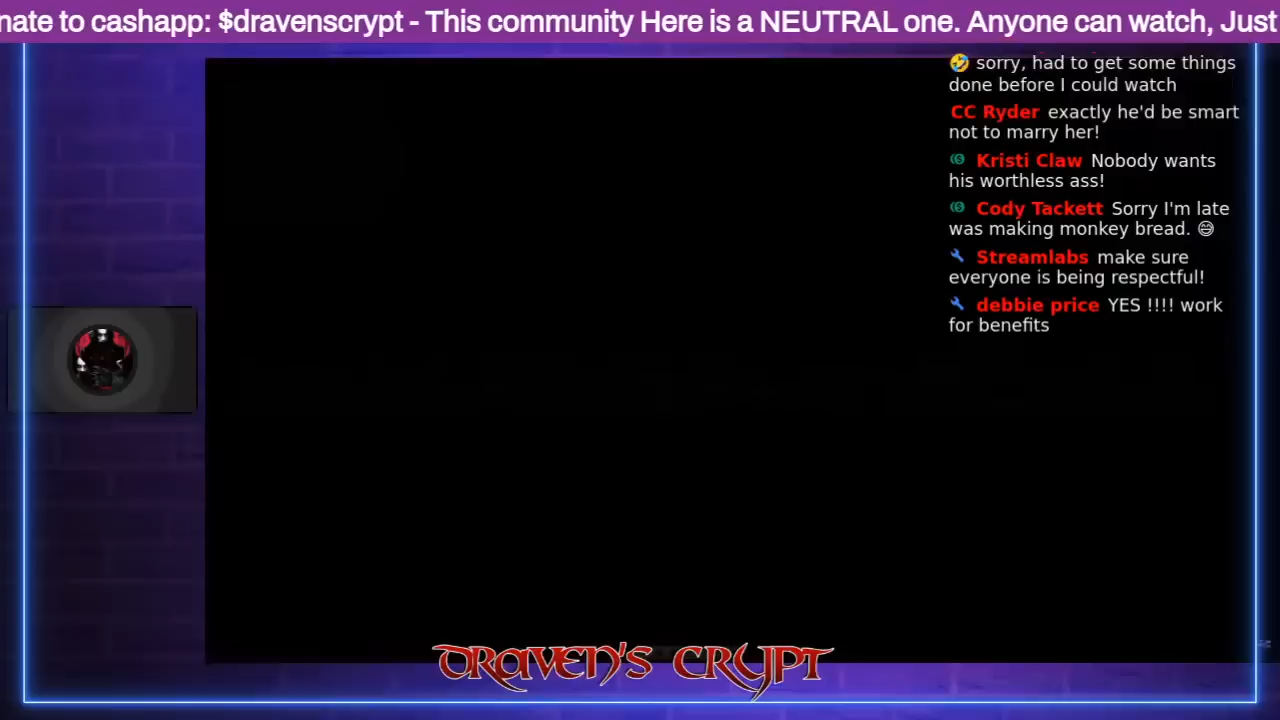 nate to cashapp: $dravenscrypt - This community Here is a NEUTRAL one. Anyone can watch, Just
🤣 sorry, had to get some things
done before I could watch
CC Ryder exactly he'd be smart
not to marry her!
Kristi Claw Nobody wants
his worthless ass!
Cody Tackett Sorry I'm late
was making monkey bread. 😅
Streamlabs make sure
everyone is being respectful!
debbie price YES !!!! work
for benefits
DRAVEN'S CRYPT